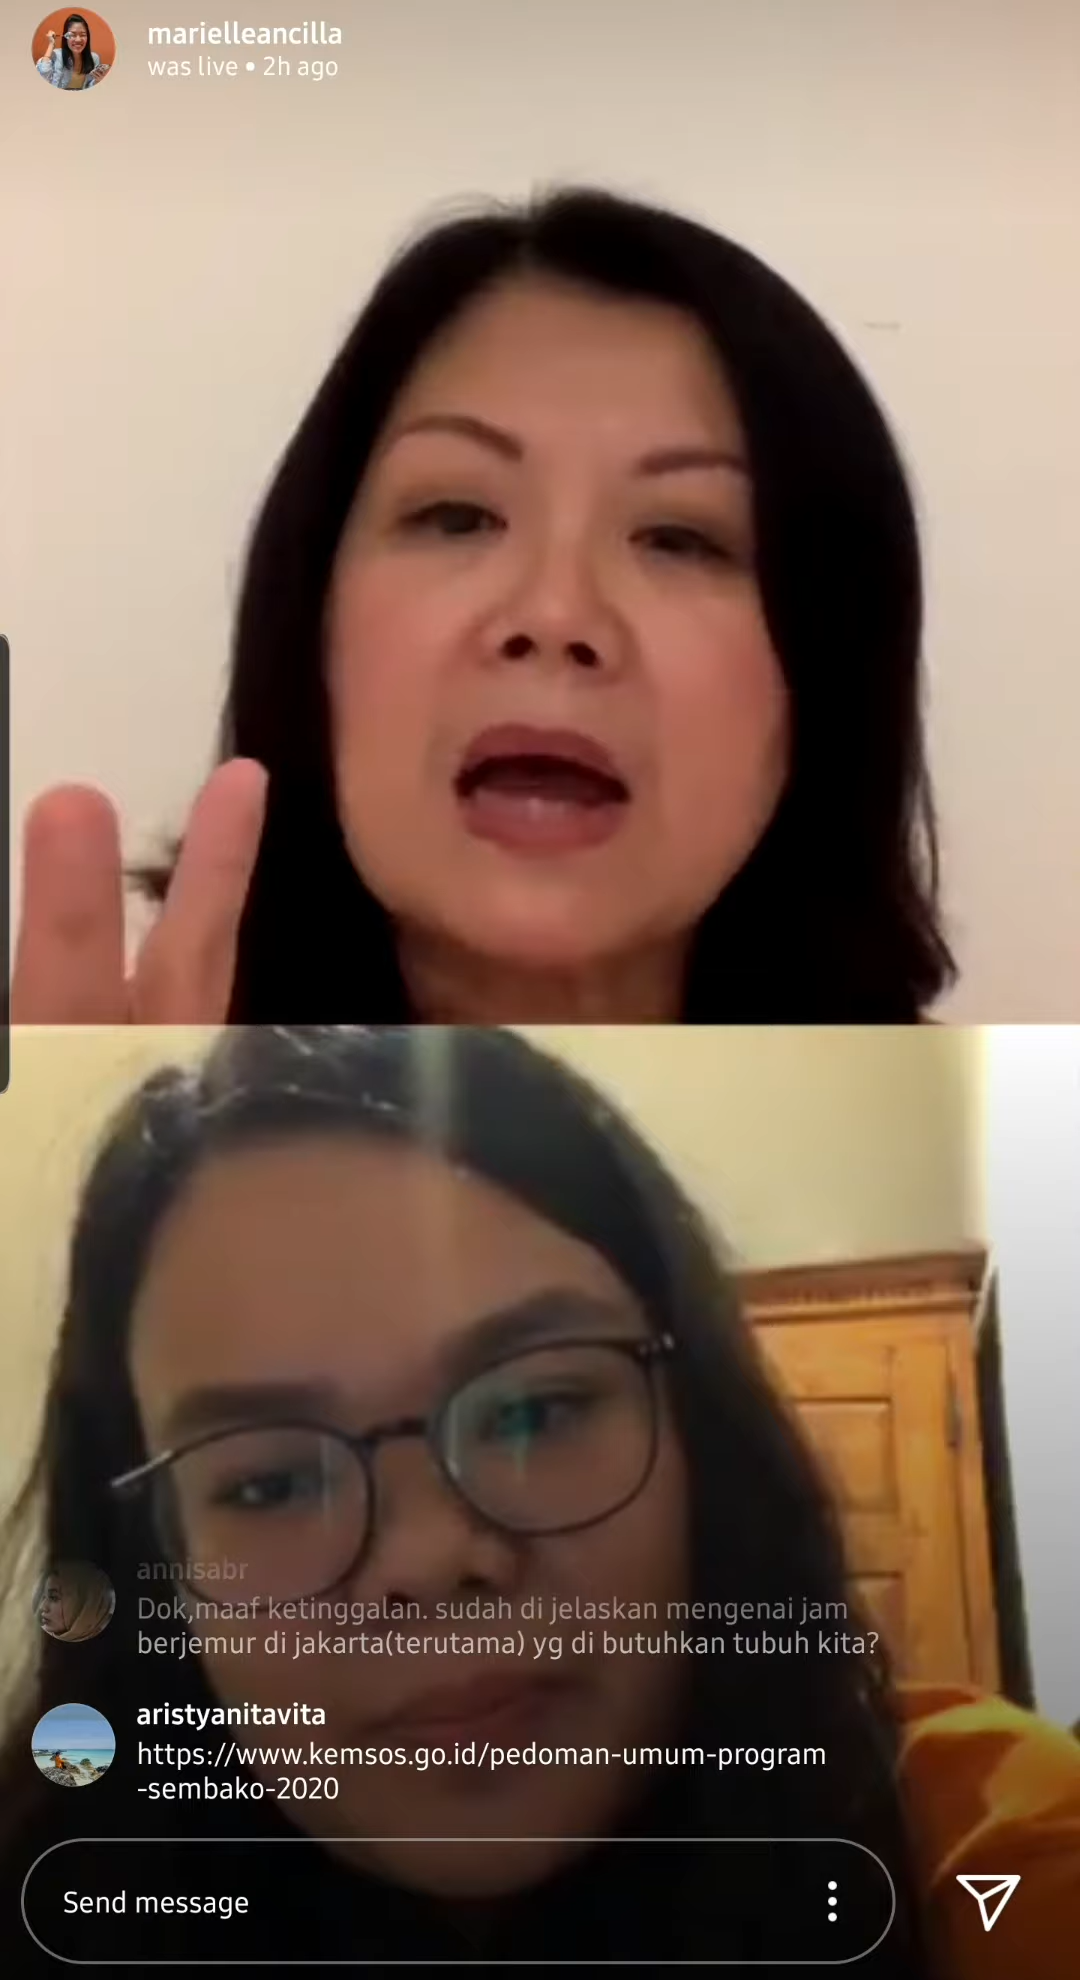 marielleancilla
was live • 2h ago
annisabr
Dok,maaf ketinggalan. sudah di jelaskan mengenai jam
berjemur di jakarta(terutama) yg di butuhkan tubuh kita?
aristyanitavita
https://www.kemsos.go.id/pedoman-umum-program
-sembako-2020
Send message